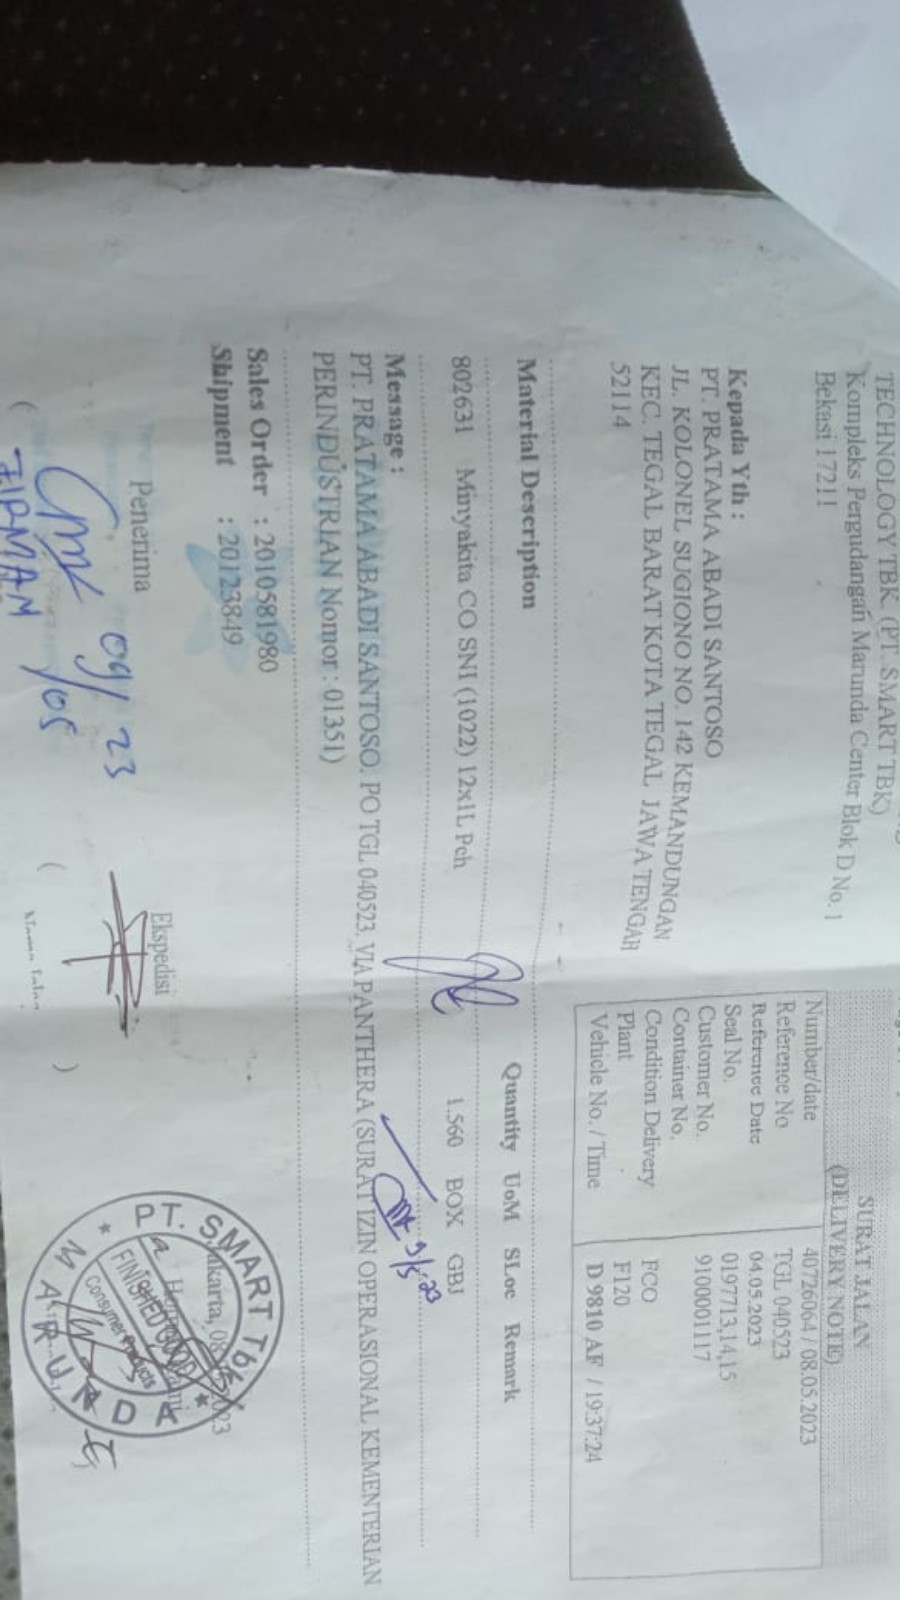 TECHNOLOGY TBK. (PT. SMART TBK)
Kompleks Pergudangan Marunda Center Blok D No. 1
Bekasi 17211
SURAT JALAN
(DELIVERY NOTE)
Number/date 40726064 / 08.05.2023
Reference No TGL 040523
Reference Date 04.05.2023
Seal No. 0197713,14,15
Customer No. 9100001117
Container No.
Condition Delivery FCO
Plant F120
Vehicle No. / Time D 9810 AF / 19:37:24
Kepada Yth :
PT. PRATAMA ABADI SANTOSO
JL. KOLONEL SUGIONO NO. 142 KEMANDUNGAN
KEC. TEGAL BARAT KOTA TEGAL JAWA TENGAH
52114
Material Description Quantity UoM SLoc Remark
802631 Minyakita CO SNI (1022) 12x1L Pch 1.560 BOX GBJ
9/5 23
Message :
PT. PRATAMA ABADI SANTOSO. PO TGL 040523. VIA PANTHERA (SURAT IZIN OPERASIONAL KEMENTERIAN
PERINDUSTRIAN Nomor : 01351)
Sales Order : 2010581980
Shipment : 20123849
Penerima
09/05 23
FIRMAN
Ekspedisi
Jakarta, 08
2023
PT. SMART Tbk
FINISHED GOOD
Consumer Products
MARUNDA